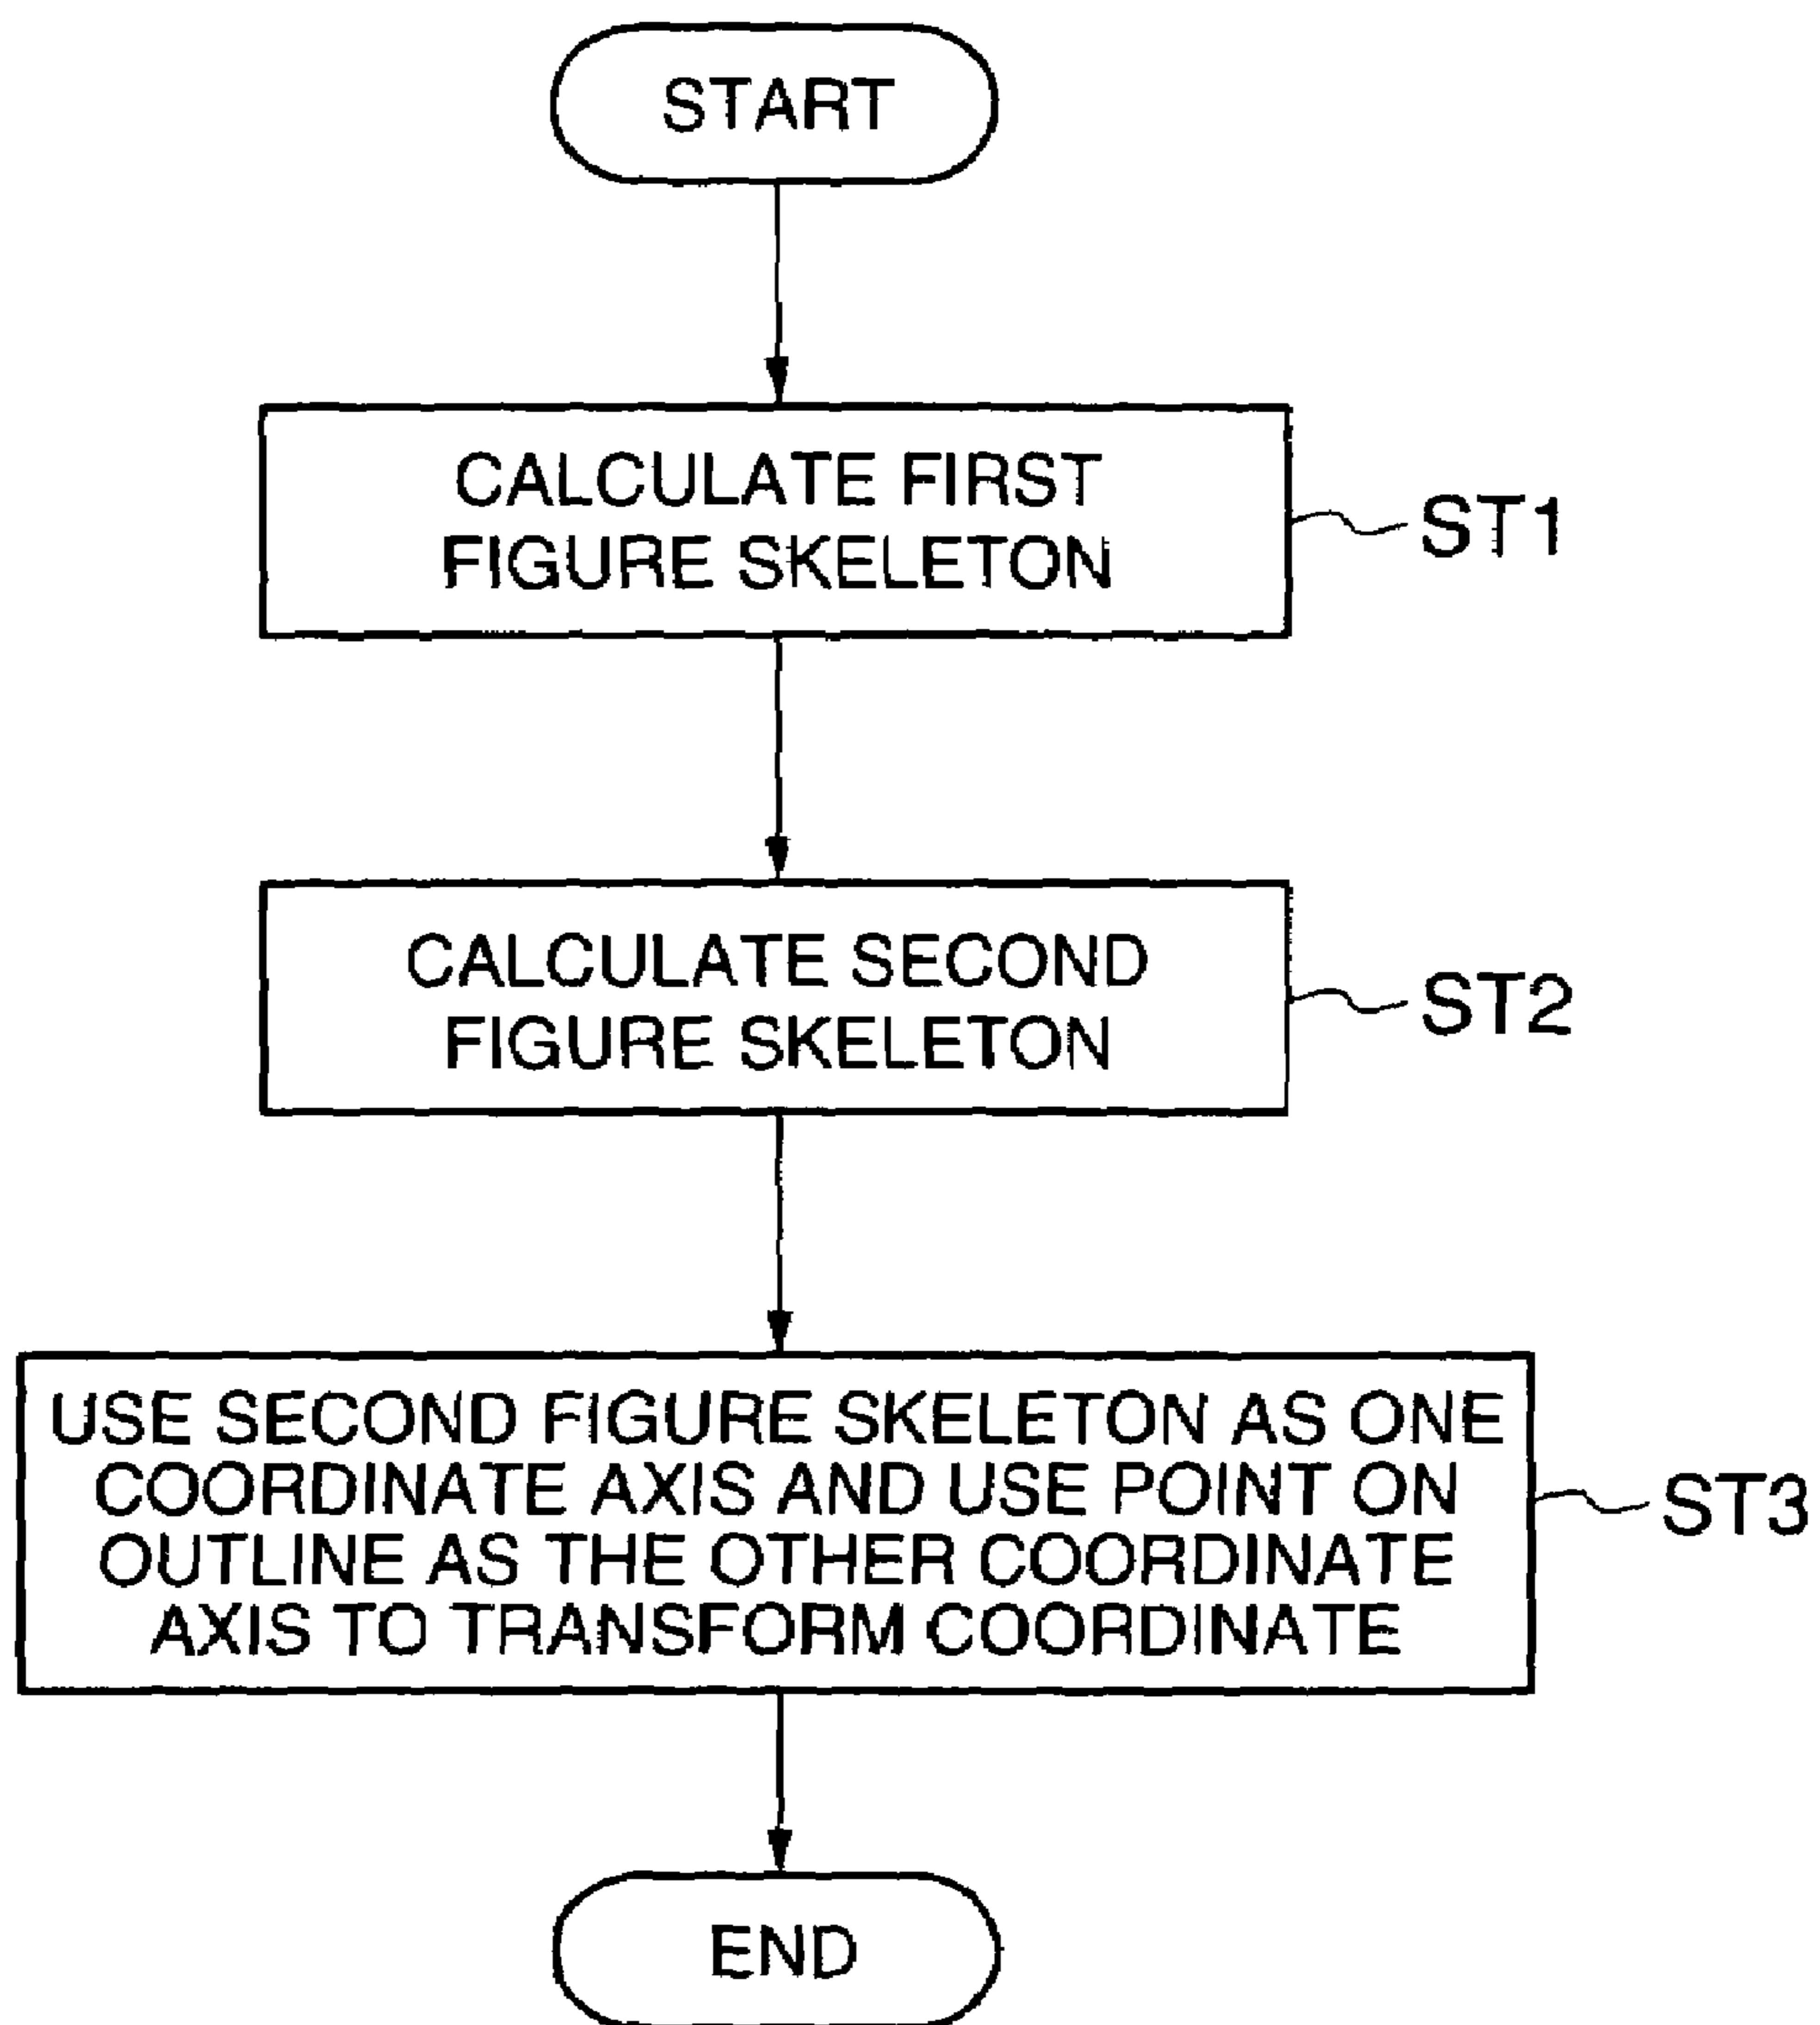 START
CALCULATE FIRST
FIGURE SKELETON
ST1
CALCULATE SECOND
FIGURE SKELETON
ST2
USE SECOND FIGURE SKELETON AS ONE
COORDINATE AXIS AND USE POINT ON
OUTLINE AS THE OTHER COORDINATE
AXIS TO TRANSFORM COORDINATE
ST3
END